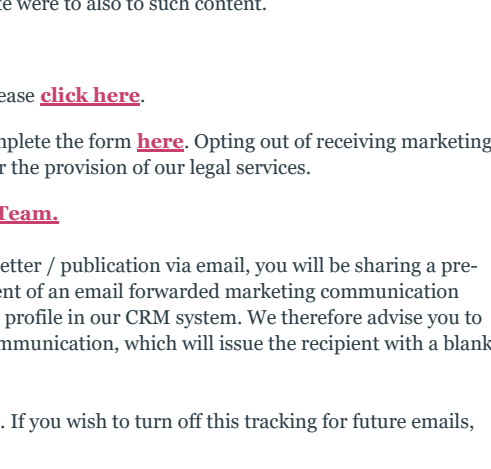 te were to also to such content.
ease click here.
mplete the form here. Opting out of receiving marketing
r the provision of our legal services.
Team.
etter / publication via email, you will be sharing a pre-
ent of an email forwarded marketing communication
profile in our CRM system. We therefore advise you to
mmunication, which will issue the recipient with a blank
. If you wish to turn off this tracking for future emails,